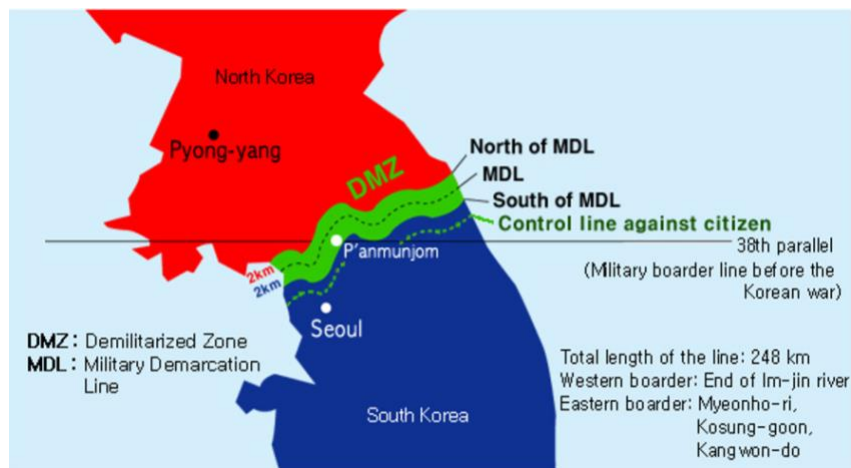 North Korea
Pyong-yang
DMZ
North of MDL
MDL
South of MDL
Control line against citizen
P'anmunjom
38th parallel
(Military boarder line before the
Korean war)
2km
2km
Seoul
DMZ : Demilitarized Zone
MDL : Military Demarcation
Line
Total length of the line: 248 km
Western boarder: End of Im-jin river
Eastern boarder: Myeonho-ri,
Kosung-goon,
Kangwon-do
South Korea